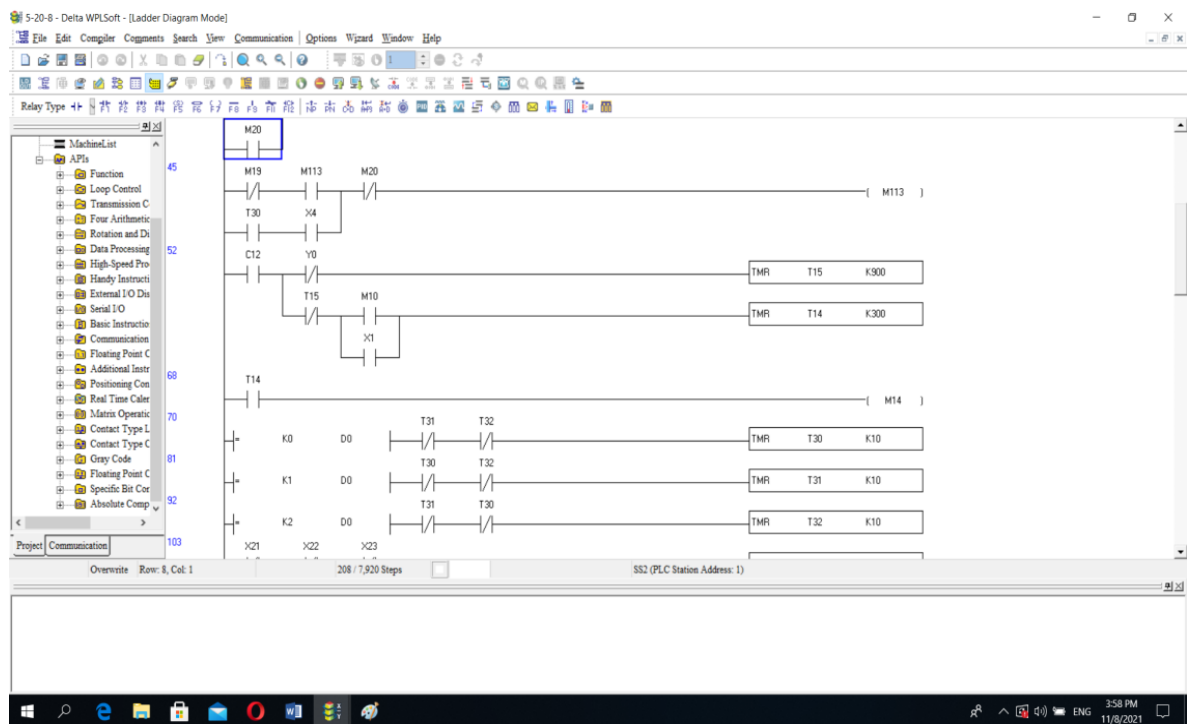 5-20-8 - Delta WPLSoft - [Ladder Diagram Mode]
File Edit Compiler Comments Search View Communication Options Wizard Window Help
Relay Type
M20
MachineList
APIs
Function
Loop Control
Transmission C
Four Arithmetic
Rotation and Di
Data Processing
High-Speed Pro
Handy Instructi
External I/O Dis
Serial I/O
Basic Instructio
Communication
Floating Point C
Additional Instr
Positioning Con
Real Time Caler
Matrix Operatic
Contact Type L
Contact Type C
Gray Code
Floating Point C
Specific Bit Cor
Absolute Comp
Project Communication
45
M19 M113 M20
M113
T30 X4
52
C12 Y0
TMR T15 K900
T15 M10
TMR T14 K300
X1
68
T14
M14
70
T31 T32
= K0 D0 TMR T30 K10
81
T30 T32
= K1 D0 TMR T31 K10
92
T31 T30
= K2 D0 TMR T32 K10
103
X21 X22 X23
Overwrite Row: 8, Col: 1 208 / 7,920 Steps SS2 (PLC Station Address: 1)
ENG
3:58 PM
11/8/2021